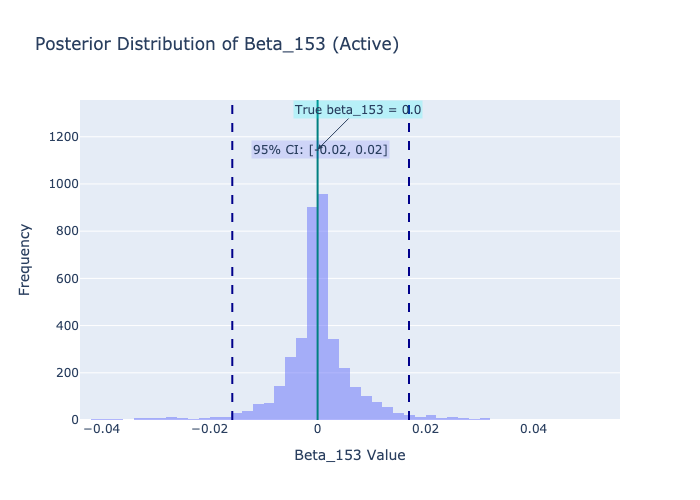 Posterior Distribution of Beta_153 (Active)
True beta_153 = 0.0
95% CI: [-0.02, 0.02]
1200
1000
800
600
400
200
0
Frequency
−0.04
−0.02
0
0.02
0.04
Beta_153 Value